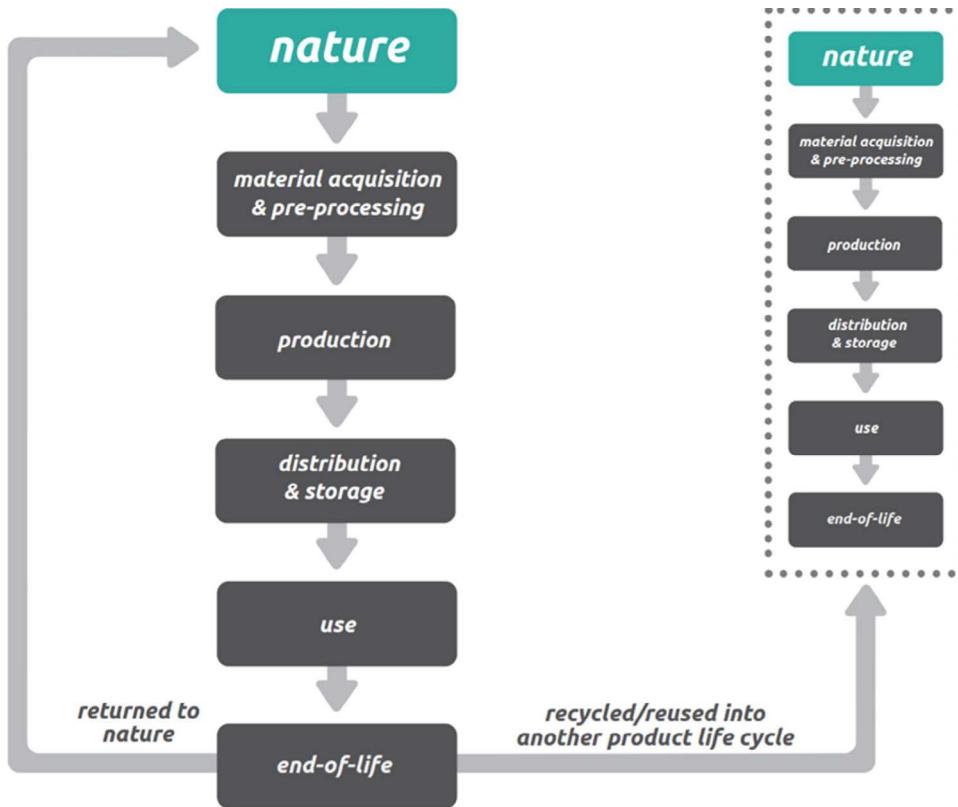 nature
material acquisition
& pre-processing
production
distribution
& storage
use
end-of-life
returned to
nature
recycled/reused into
another product life cycle
nature
material acquisition
& pre-processing
production
distribution
& storage
use
end-of-life